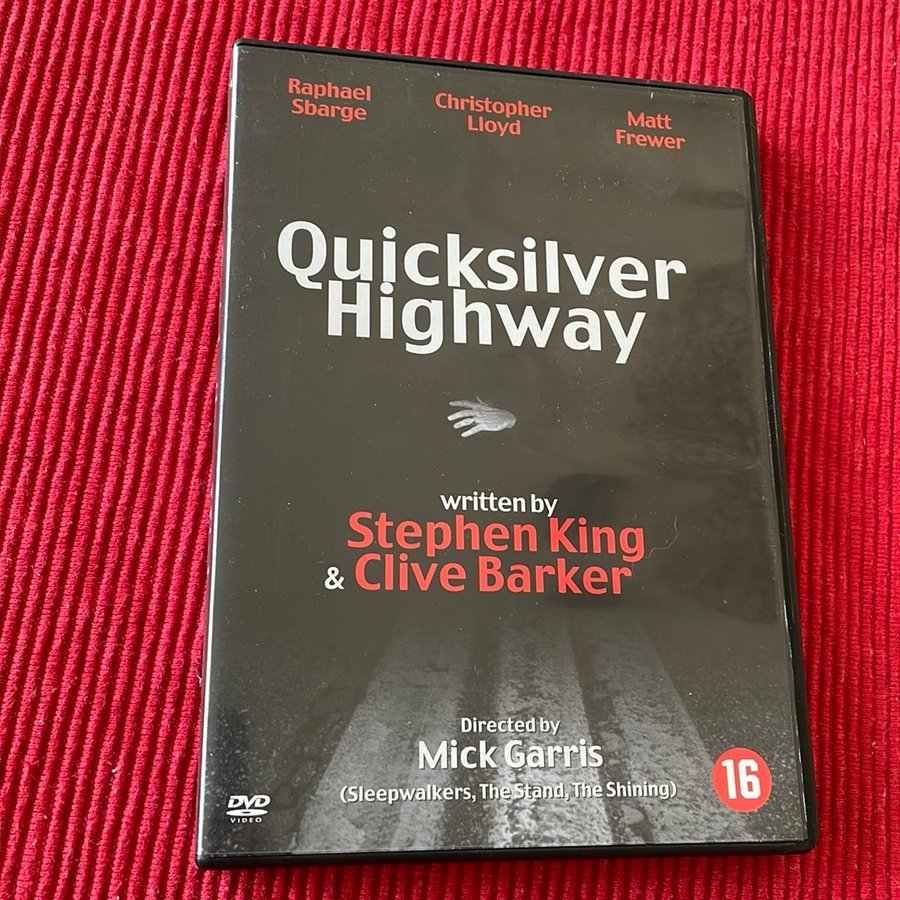 Raphael
Sbarge
Christopher
Lloyd
Matt
Frewer
Quicksilver
Highway
written by
Stephen King
& Clive Barker
Directed by
Mick Garris
(Sleepwalkers, The Stand, The Shining)
DVD
VIDEO
16